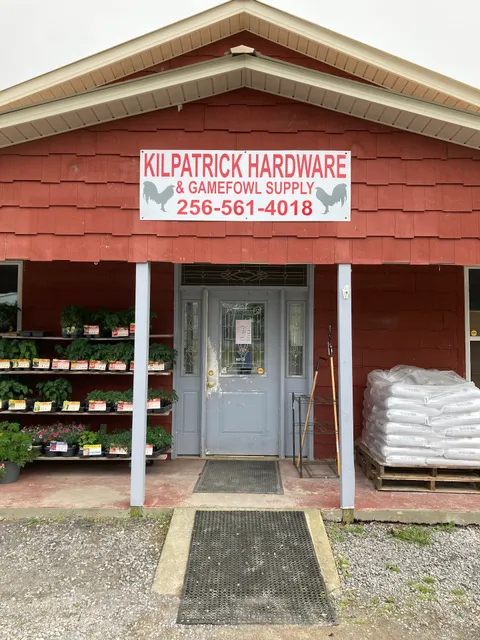 KILPATRICK HARDWARE
& GAMEFOWL SUPPLY
256-561-4018